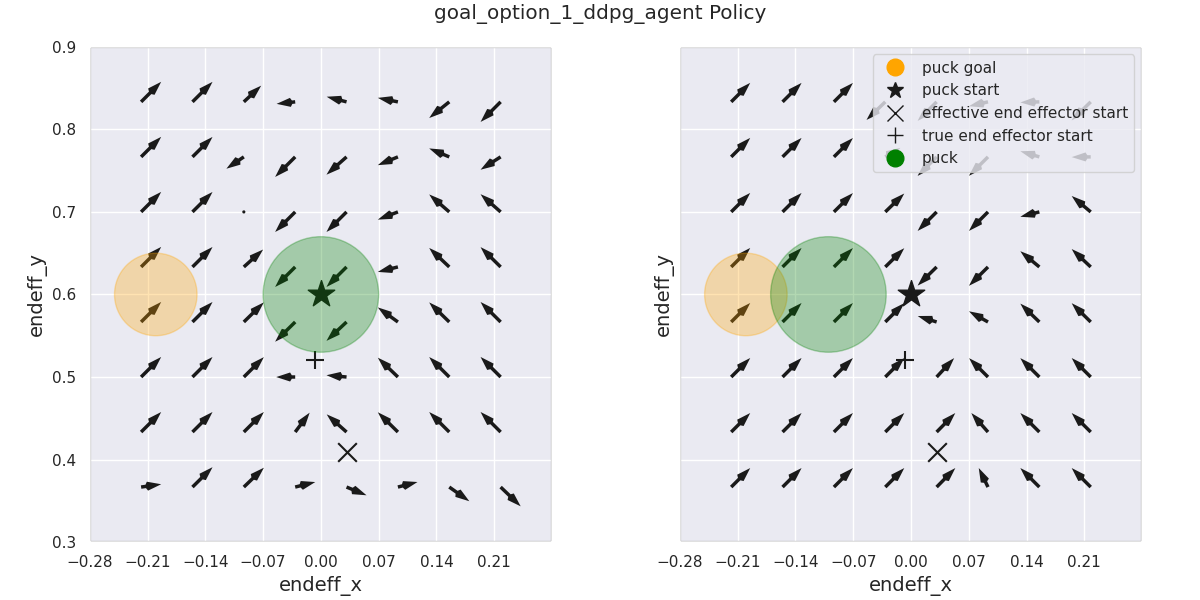 goal_option_1_ddpg_agent Policy
endeff_y
0.9
0.8
0.7
0.6
0.5
0.4
0.3
−0.28 −0.21 −0.14 −0.07 0.00 0.07 0.14 0.21
endeff_x
endeff_y
puck goal
puck start
effective end effector start
true end effector start
puck
−0.28 −0.21 −0.14 −0.07 0.00 0.07 0.14 0.21
endeff_x